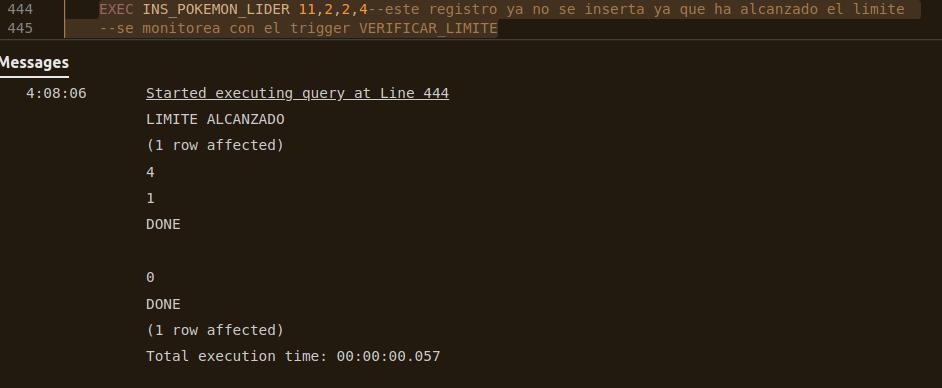 444 EXEC INS_POKEMON_LIDER 11,2,2,4--este registro ya no se inserta ya que ha alcanzado el limite
445 --se monitorea con el trigger VERIFICAR_LIMITE
Messages
4:08:06 Started executing query at Line 444
LIMITE ALCANZADO
(1 row affected)
4
1
DONE
0
DONE
(1 row affected)
Total execution time: 00:00:00.057